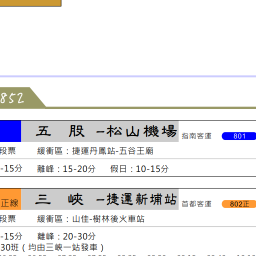 852
五 股 --松山機場 指南客運 801
段票 緩衝區：捷運丹鳳站-五谷王廟
-15分 離峰：15-20分 假日：10-15分
正線 三 峽 --捷運新埔站 首都客運 802正
段票 緩衝區：山佳-樹林後火車站
-15分 離峰：20-30分
30班（均由三峽一站發車）